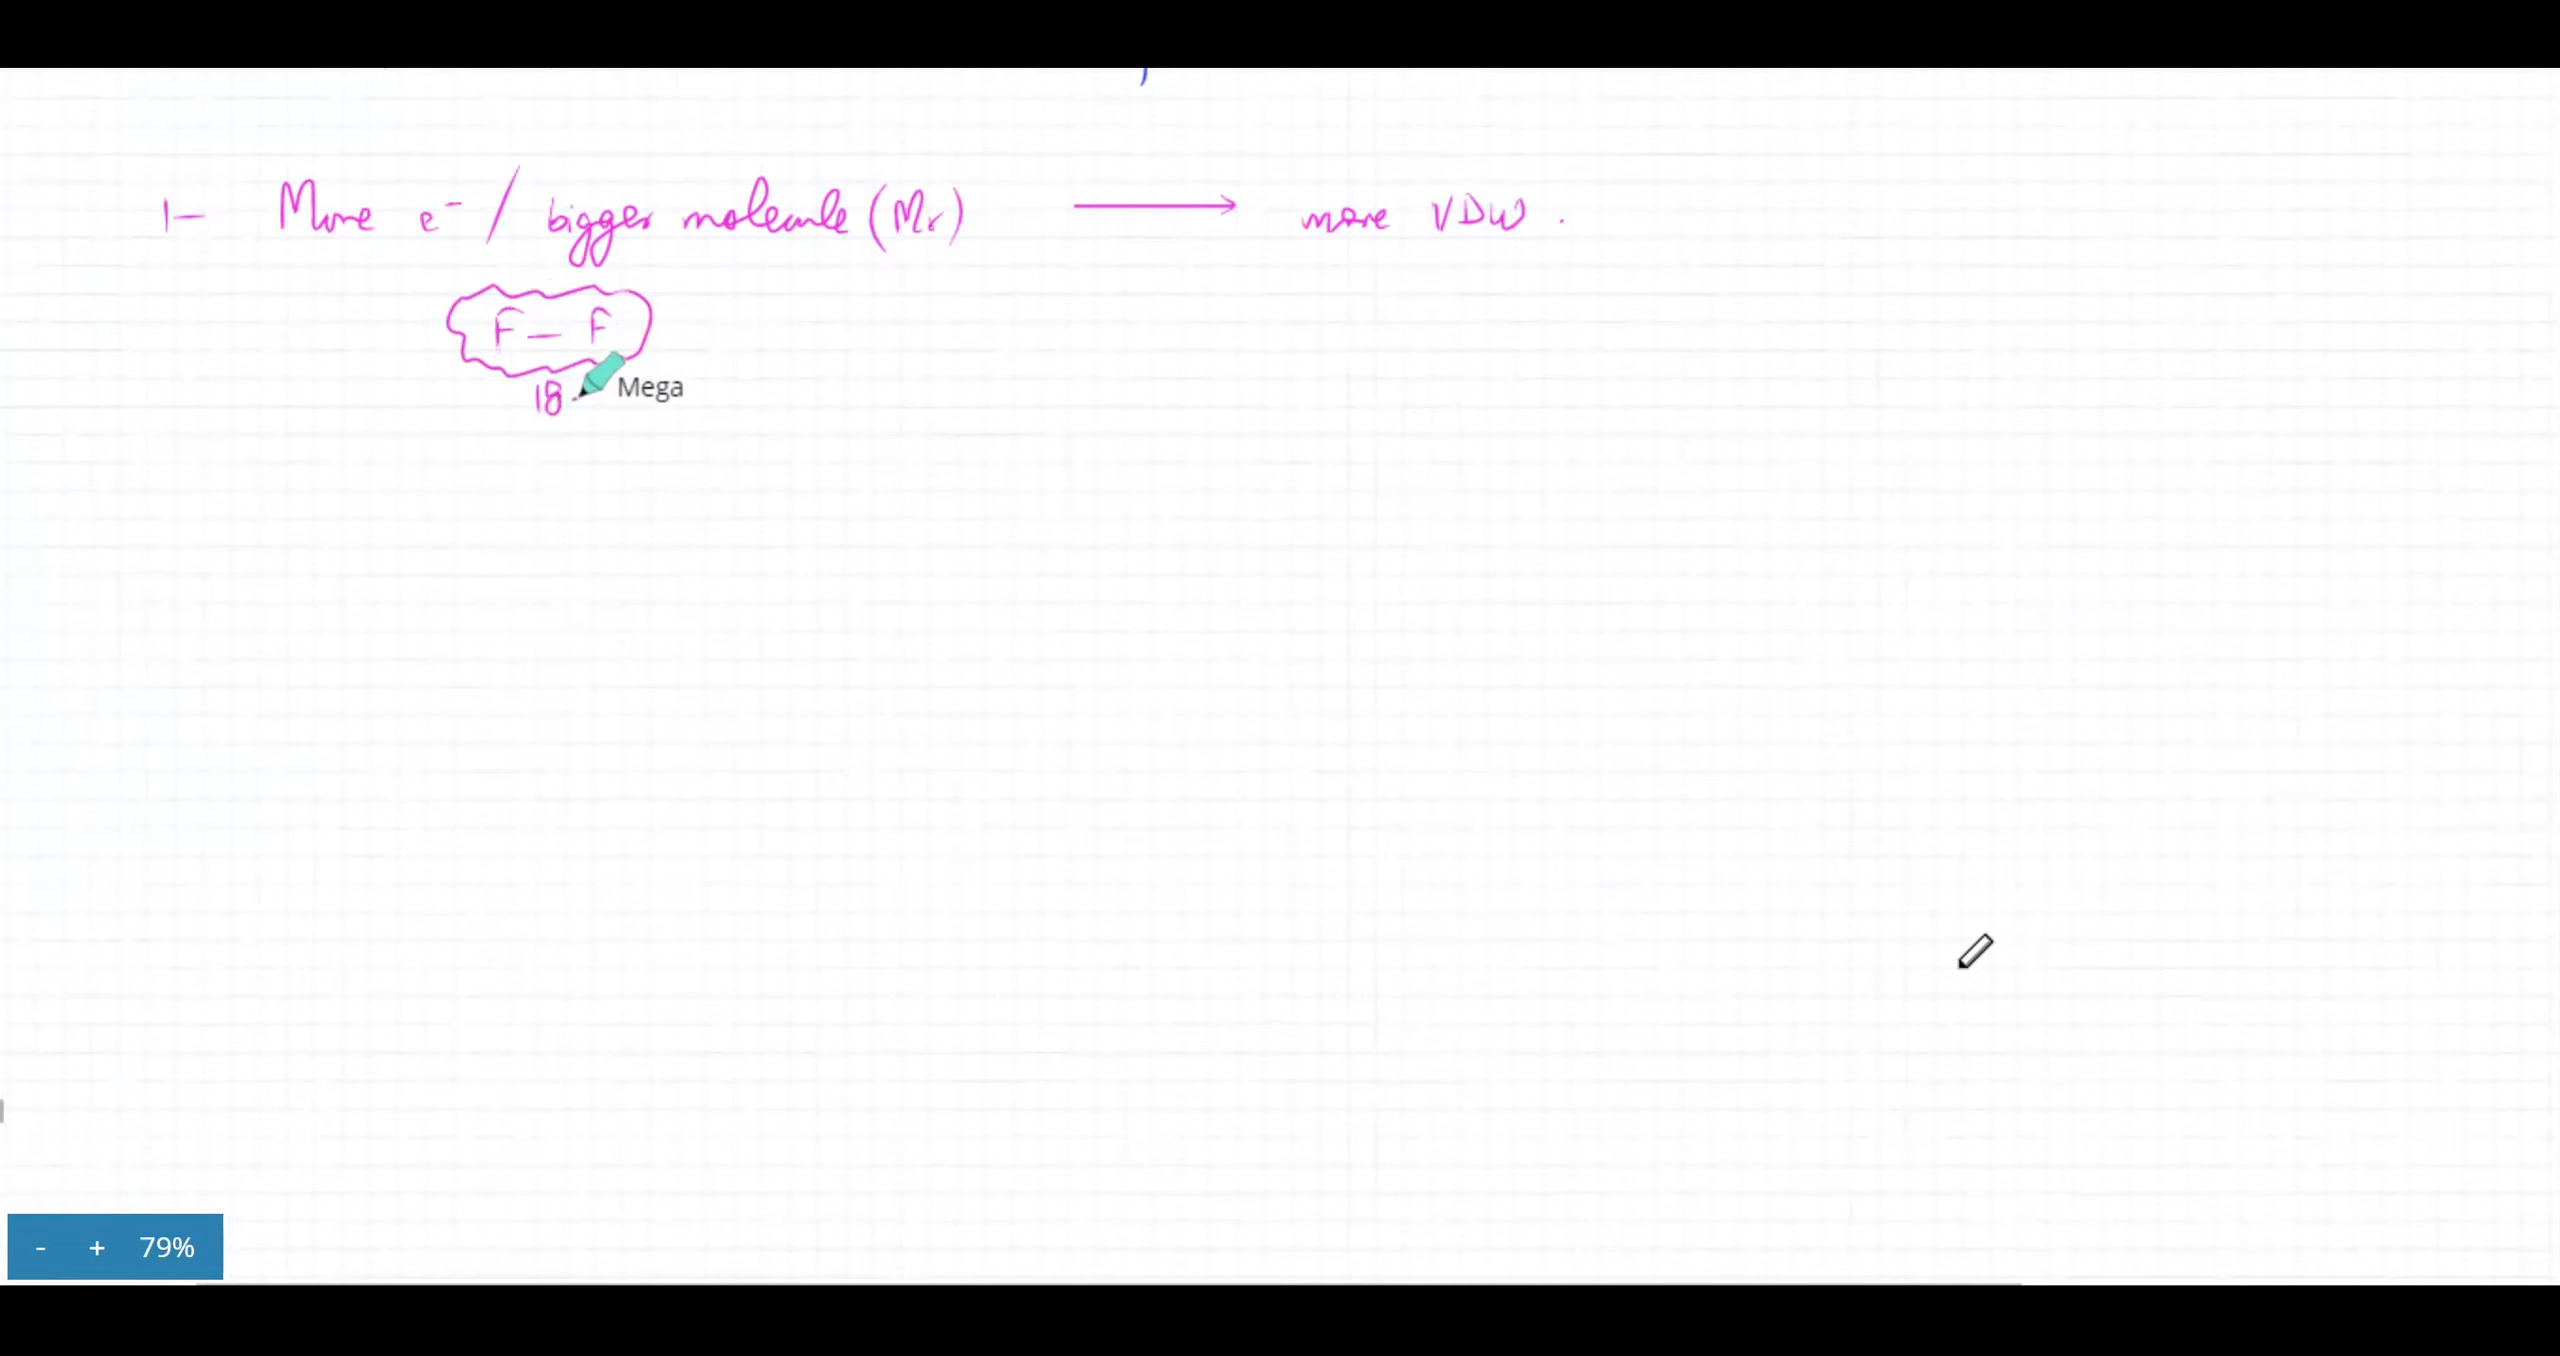 1- More e⁻ / bigger molecule (Mr) ⟶ more VDW .
F — F
18 .
Mega
- + 79%